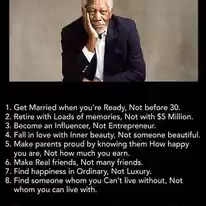 1. Get Married when you're Ready, Not before 30.
2. Retire with Loads of memories, Not with $5 Million.
3. Become an Influencer, Not Entrepreneur.
4. Fall in love with Inner beauty, Not someone beautiful.
5. Make parents proud by knowing them How happy
you are, Not how much you earn.
6. Make Real friends, Not many friends.
7. Find happiness in Ordinary, Not Luxury.
8. Find someone whom you Can't live without, Not
whom you can live with.